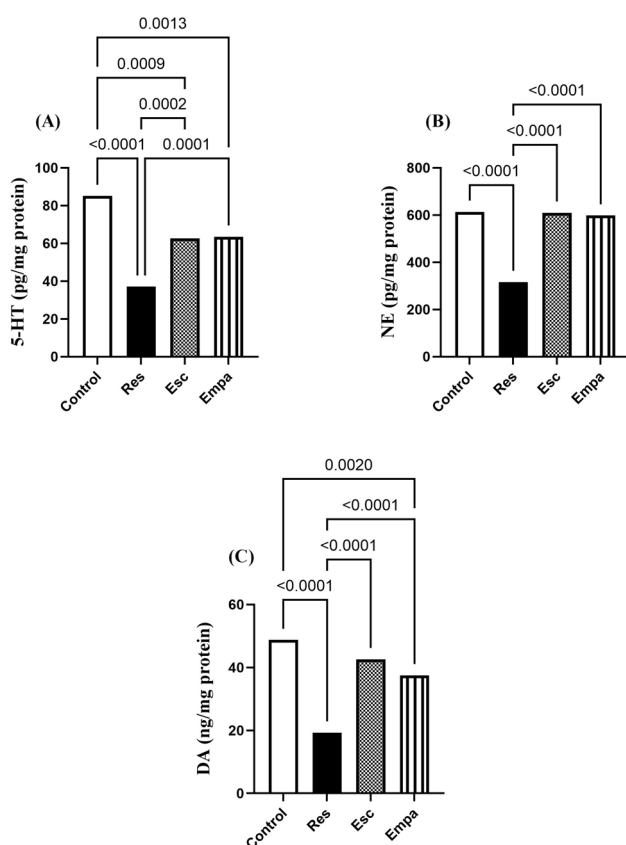 (A)
0.0013
0.0009
0.0002
<0.0001 0.0001
100
80
60
40
20
0
5-HT (pg/mg protein)
Control Res Esc Empa
(B)
<0.0001
<0.0001
<0.0001
800
600
400
200
0
NE (pg/mg protein)
Control Res Esc Empa
(C)
0.0020
<0.0001
<0.0001
<0.0001
60
40
20
0
DA (ng/mg protein)
Control Res Esc Empa